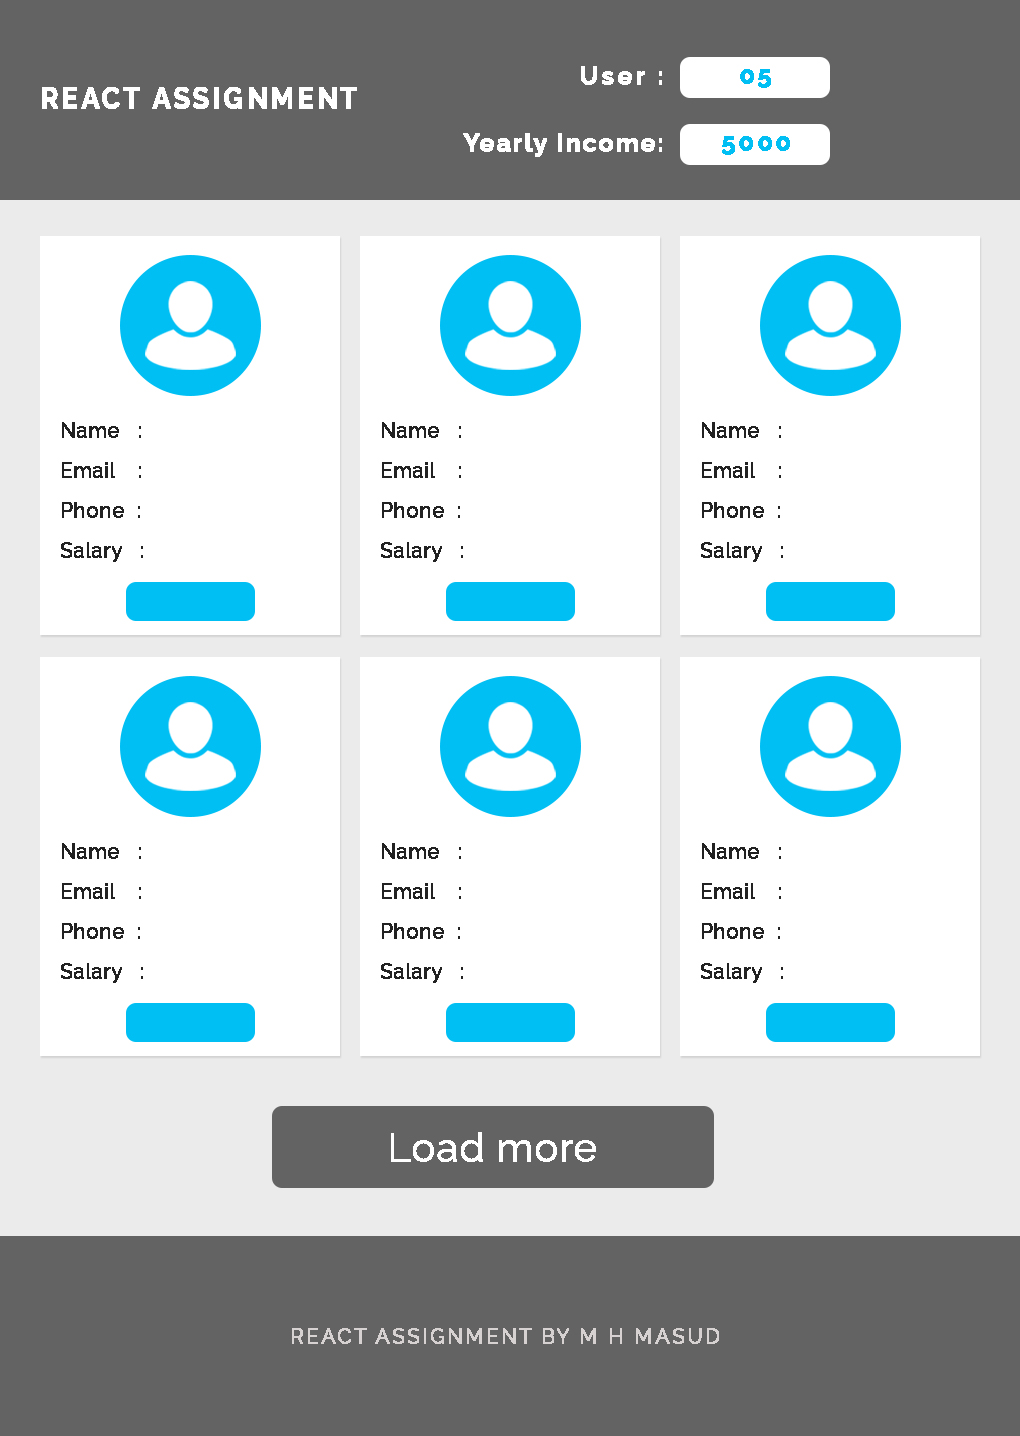 REACT ASSIGNMENT
User : 05
Yearly Income: 5000
Name :
Email :
Phone :
Salary :
Name :
Email :
Phone :
Salary :
Name :
Email :
Phone :
Salary :
Name :
Email :
Phone :
Salary :
Name :
Email :
Phone :
Salary :
Name :
Email :
Phone :
Salary :
Load more
REACT ASSIGNMENT BY M H MASUD